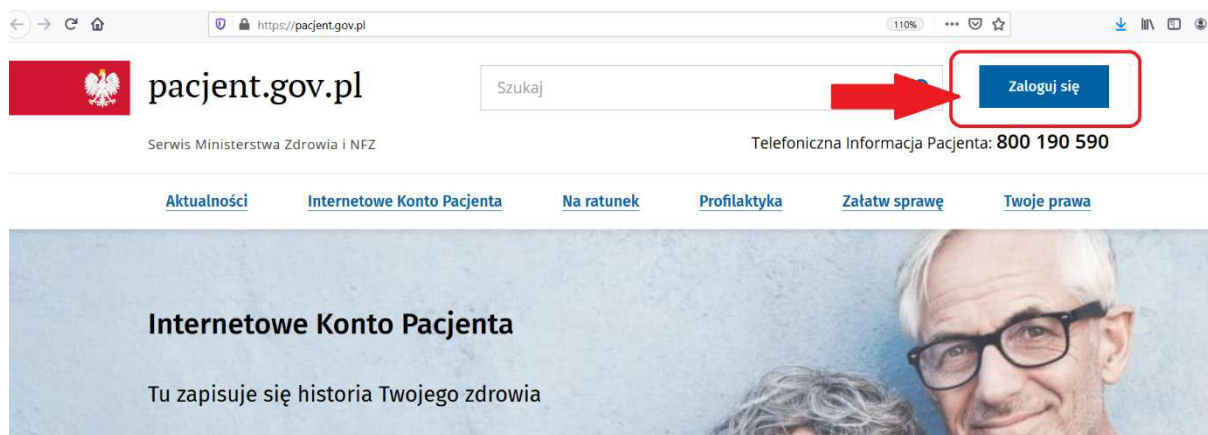 https://pacjent.gov.pl
110%
pacjent.gov.pl
Szukaj
Zaloguj się
Serwis Ministerstwa Zdrowia i NFZ
Telefoniczna Informacja Pacjenta: 800 190 590
Aktualności Internetowe Konto Pacjenta Na ratunek Profilaktyka Załatw sprawę Twoje prawa
Internetowe Konto Pacjenta
Tu zapisuje się historia Twojego zdrowia